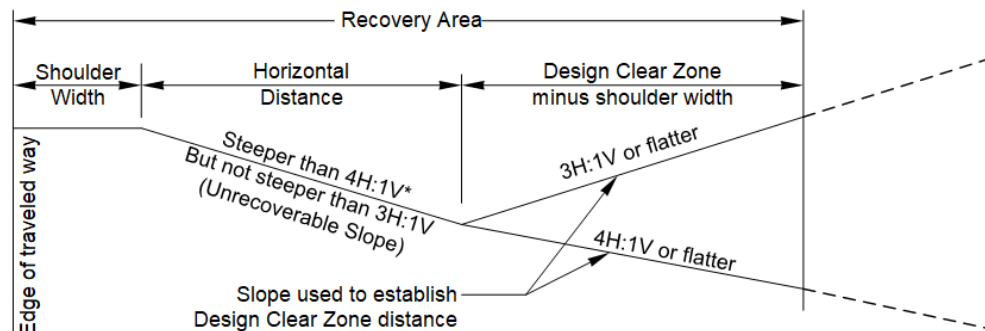 Recovery Area
Shoulder
Width
Horizontal
Distance
Design Clear Zone
minus shoulder width
Edge of traveled way
Steeper than 4H:1V*
But not steeper than 3H:1V
(Unrecoverable Slope)
3H:1V or flatter
4H:1V or flatter
Slope used to establish
Design Clear Zone distance